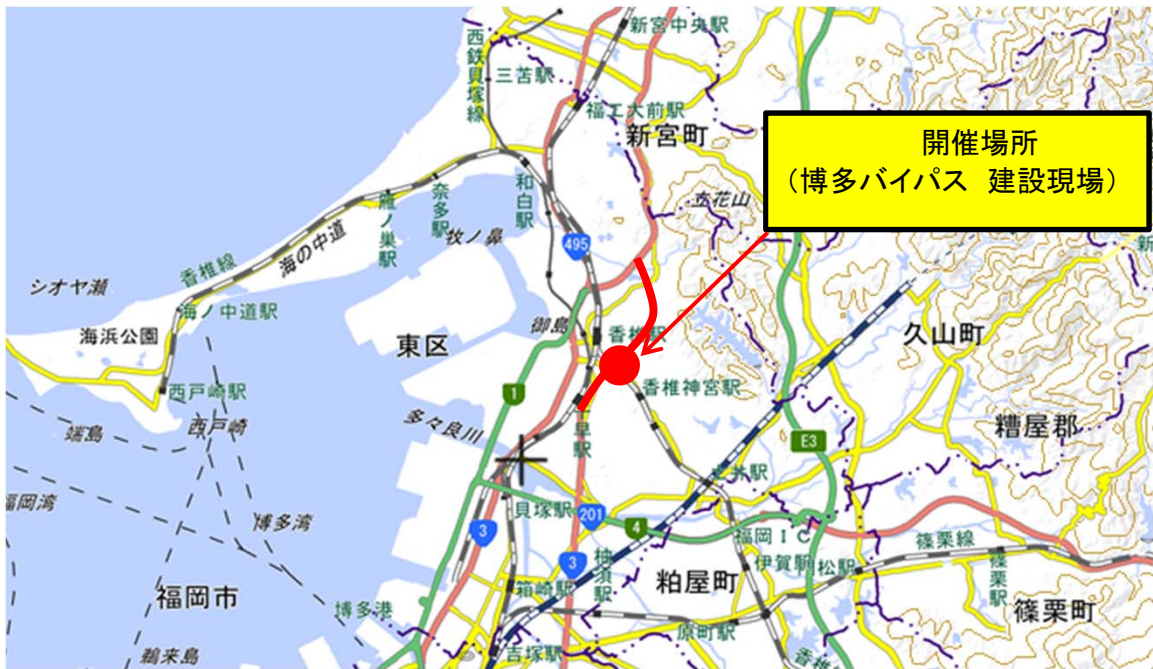 新宮中央駅
西鉄貝塚線
三苫駅
福工大前駅
新宮町
開催場所
（博多バイパス 建設現場）
和白駅
奈多駅
雁ノ巣駅
立花山
牧ノ鼻
495
海の中道
香椎線
シオヤ瀬
海ノ中道駅
海浜公園
御島
香椎駅
東区
久山町
香椎神宮駅
西戸崎駅
1
多々良川
西戸崎
端島
E3
糟屋郡
貝塚駅
201
3
4
福岡ＩＣ
篠栗線
博多湾
福岡湾
3
柚須駅
伊賀駅
門松駅
篠栗駅
箱崎駅
粕屋町
福岡市
博多港
篠栗町
原町駅
吉塚駅
鵜来島